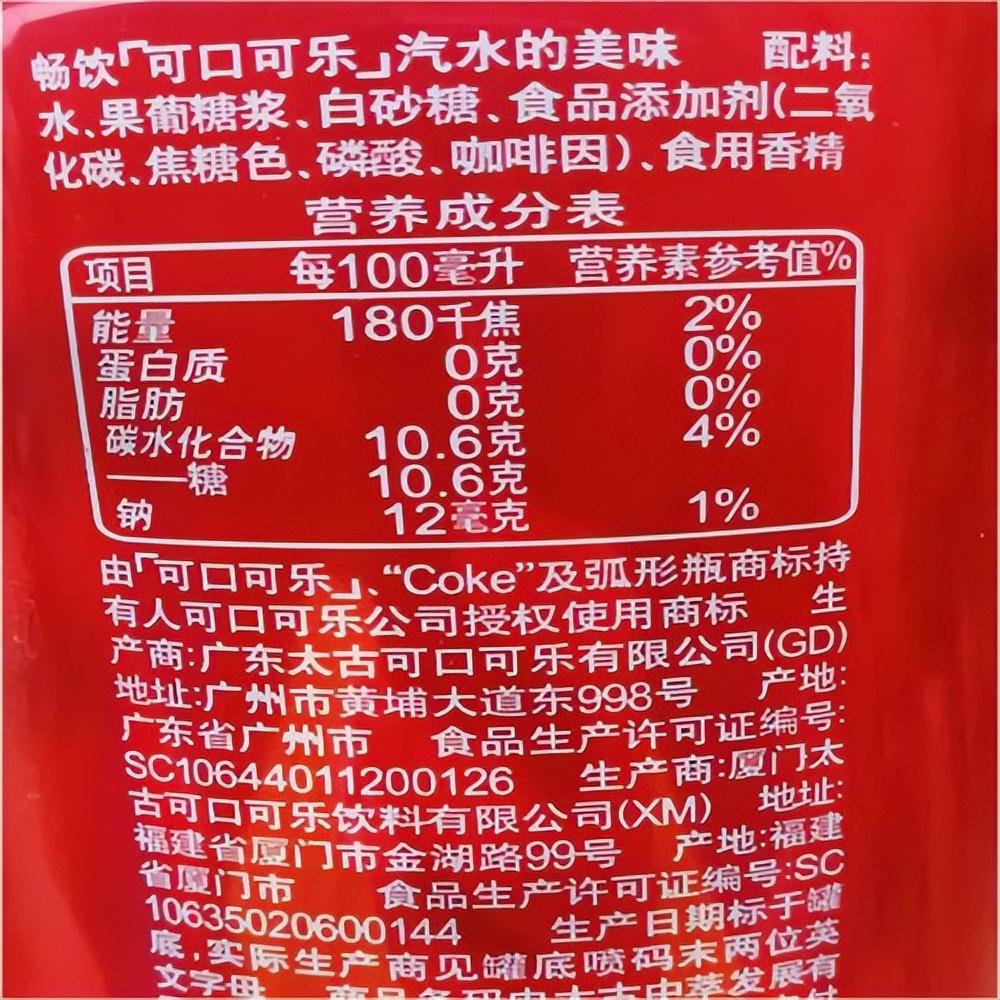 畅饮「可口可乐」汽水的美味 配料:
水、果葡糖浆、白砂糖、食品添加剂(二氧
化碳、焦糖色、磷酸、咖啡因)、食用香精
营养成分表
项目 每100毫升 营养素参考值%
能量 180千焦 2%
蛋白质 0克 0%
脂肪 0克 0%
碳水化合物 10.6克 4%
——糖 10.6克
钠 12毫克 1%
由「可口可乐」、“Coke”及弧形瓶商标持
有人可口可乐公司授权使用商标 生
产商:广东太古可口可乐有限公司(GD)
地址:广州市黄埔大道东998号 产地:
广东省广州市 食品生产许可证编号:
SC10644011200126 生产商:厦门太
古可口可乐饮料有限公司(XM) 地址:
福建省厦门市金湖路99号 产地:福建
省厦门市 食品生产许可证编号:SC
10635020600144 生产日期标于罐
底,实际生产商见罐底喷码末两位英
文字母 商品条码由太古中萃发展有